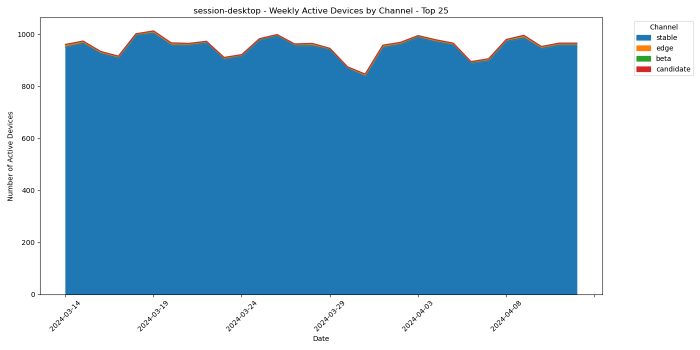 session-desktop - Weekly Active Devices by Channel - Top 25
Channel
stable
edge
beta
candidate
Number of Active Devices
1000
800
600
400
200
0
2024-03-14
2024-03-19
2024-03-24
2024-03-29
2024-04-03
2024-04-08
Date